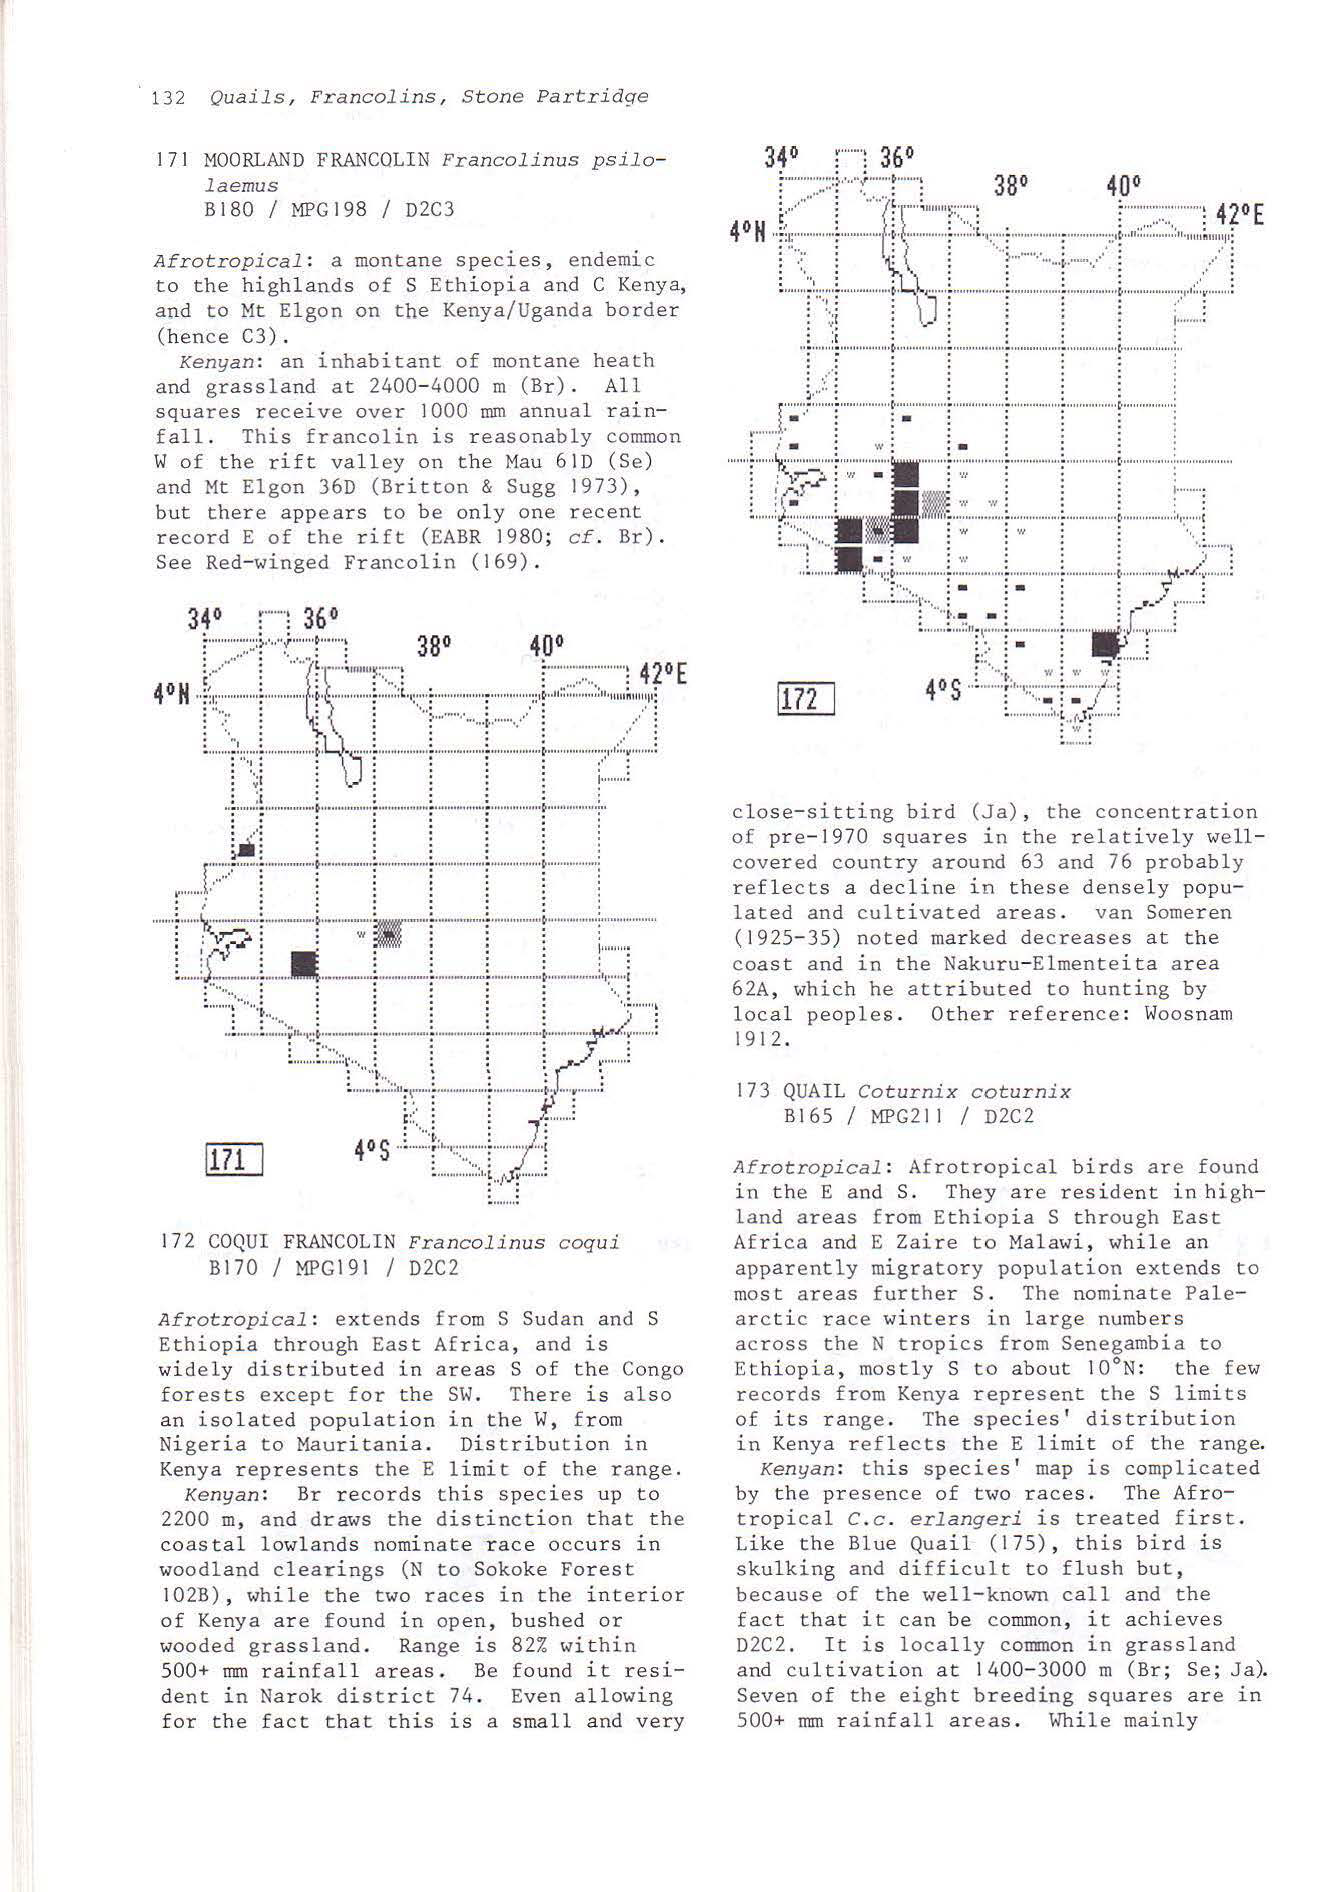 132 Quails, Francolins, Stone Partridge
171 MOORLAND FRANCOLIN Francolinus psilo-
laemus
B180 / MPG198 / D2C3
Afrotropical: a montane species, endemic
to the highlands of S Ethiopia and C Kenya,
and to Mt Elgon on the Kenya/Uganda border
(hence C3).
Kenyan: an inhabitant of montane heath
and grassland at 2400-4000 m (Br). All
squares receive over 1000 mm annual rain-
fall. This francolin is reasonably common
W of the rift valley on the Mau 61D (Se)
and Mt Elgon 36D (Britton & Sugg 1973),
but there appears to be only one recent
record E of the rift (EABR 1980; cf. Br).
See Red-winged Francolin (169).
34° 36°
38° 40°
42°E
4°N
W
4°S
171
172 COQUI FRANCOLIN Francolinus coqui
B170 / MPG191 / D2C2
Afrotropical: extends from S Sudan and S
Ethiopia through East Africa, and is
widely distributed in areas S of the Congo
forests except for the SW. There is also
an isolated population in the W, from
Nigeria to Mauritania. Distribution in
Kenya represents the E limit of the range.
Kenyan: Br records this species up to
2200 m, and draws the distinction that the
coastal lowlands nominate race occurs in
woodland clearings (N to Sokoke Forest
102B), while the two races in the interior
of Kenya are found in open, bushed or
wooded grassland. Range is 82% within
500+ mm rainfall areas. Be found it resi-
dent in Narok district 74. Even allowing
for the fact that this is a small and very
34° 36°
38° 40°
42°E
4°N
W
W W
W W W
W W
W W
W W W
4°S
172
W
close-sitting bird (Ja), the concentration
of pre-1970 squares in the relatively well-
covered country around 63 and 76 probably
reflects a decline in these densely popu-
lated and cultivated areas. van Someren
(1925-35) noted marked decreases at the
coast and in the Nakuru-Elmenteita area
62A, which he attributed to hunting by
local peoples. Other reference: Woosnam
1912.
173 QUAIL Coturnix coturnix
B165 / MPG211 / D2C2
Afrotropical: Afrotropical birds are found
in the E and S. They are resident in high-
land areas from Ethiopia S through East
Africa and E Zaire to Malawi, while an
apparently migratory population extends to
most areas further S. The nominate Pale-
arctic race winters in large numbers
across the N tropics from Senegambia to
Ethiopia, mostly S to about 10°N: the few
records from Kenya represent the S limits
of its range. The species' distribution
in Kenya reflects the E limit of the range.
Kenyan: this species' map is complicated
by the presence of two races. The Afro-
tropical C.c. erlangeri is treated first.
Like the Blue Quail (175), this bird is
skulking and difficult to flush but,
because of the well-known call and the
fact that it can be common, it achieves
D2C2. It is locally common in grassland
and cultivation at 1400-3000 m (Br; Se; Ja).
Seven of the eight breeding squares are in
500+ mm rainfall areas. While mainly